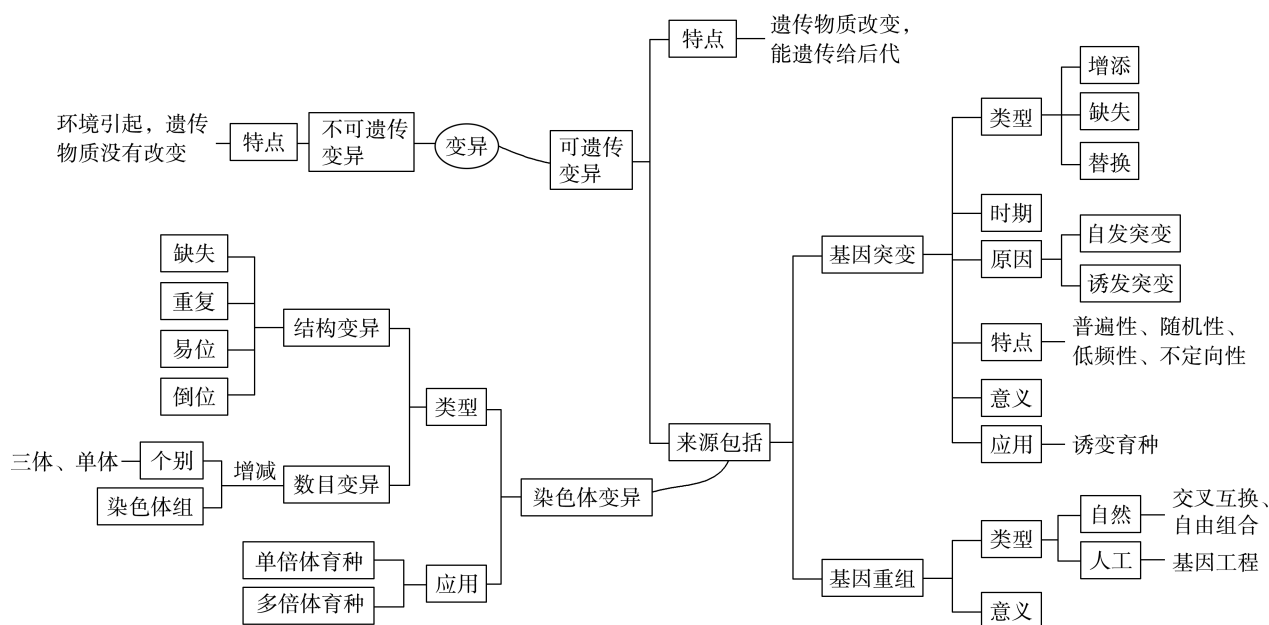 特点
遗传物质改变，
能遗传给后代
环境引起，遗传
物质没有改变
特点
不可遗传
变异
变异
可遗传
变异
类型
增添
缺失
替换
时期
基因突变
原因
自发突变
诱发突变
特点
普遍性、随机性、
低频性、不定向性
意义
应用
诱变育种
来源包括
缺失
重复
易位
倒位
结构变异
类型
三体、单体
个别
染色体组
增减
数目变异
染色体变异
单倍体育种
多倍体育种
应用
基因重组
类型
自然
交叉互换、
自由组合
人工
基因工程
意义